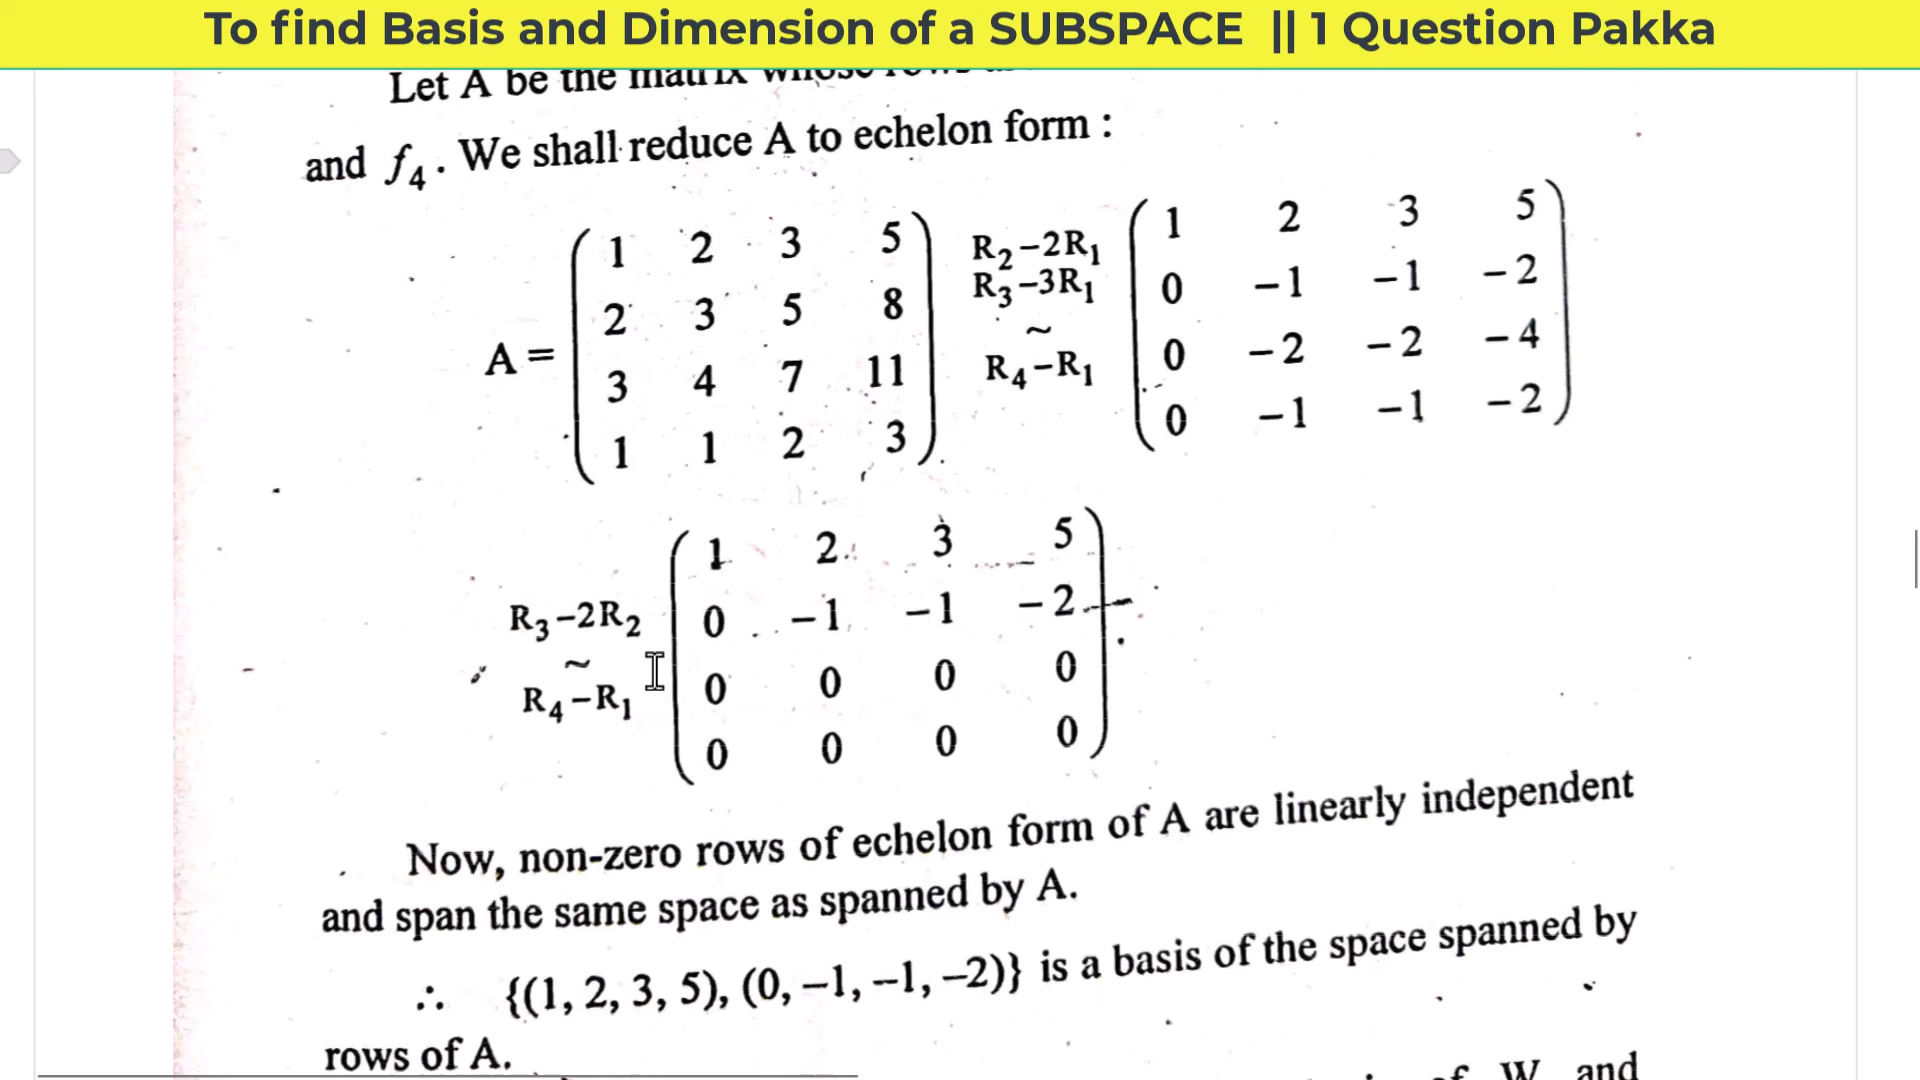 To find Basis and Dimension of a SUBSPACE || 1 Question Pakka
Let A be the matrix whose rows
and f₄. We shall reduce A to echelon form :
A = ( 1 2 3 5 ) R₂−2R₁ ( 1 2 3 5 )
( 2 3 5 8 ) R₃−3R₁ ( 0 −1 −1 −2 )
( 3 4 7 11 ) ~ R₄−R₁ ( 0 −2 −2 −4 )
( 1 1 2 3 ) ( 0 −1 −1 −2 )
( 1 2 3 5 )
R₃−2R₂ ( 0 −1 −1 −2 )
~ ( 0 0 0 0 )
R₄−R₁ ( 0 0 0 0 )
Now, non-zero rows of echelon form of A are linearly independent
and span the same space as spanned by A.
∴ {(1, 2, 3, 5), (0, −1, −1, −2)} is a basis of the space spanned by
rows of A.
of W and